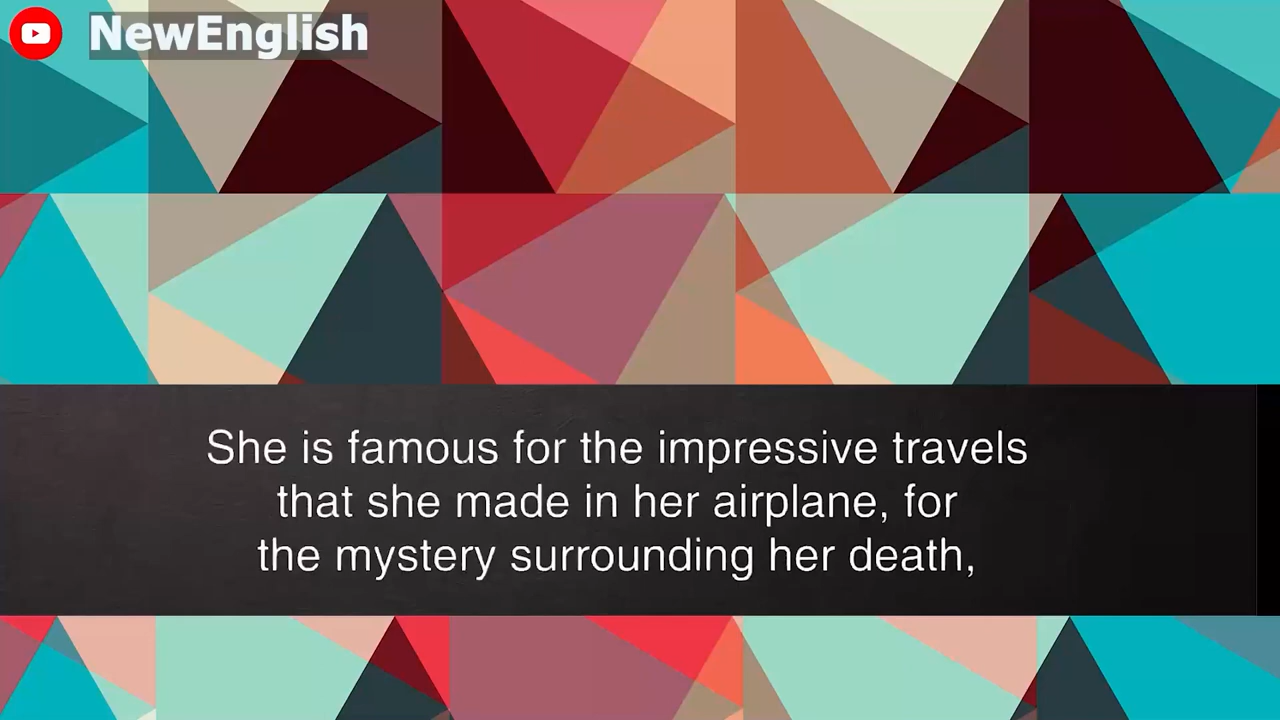 NewEnglish
She is famous for the impressive travels
that she made in her airplane, for
the mystery surrounding her death,